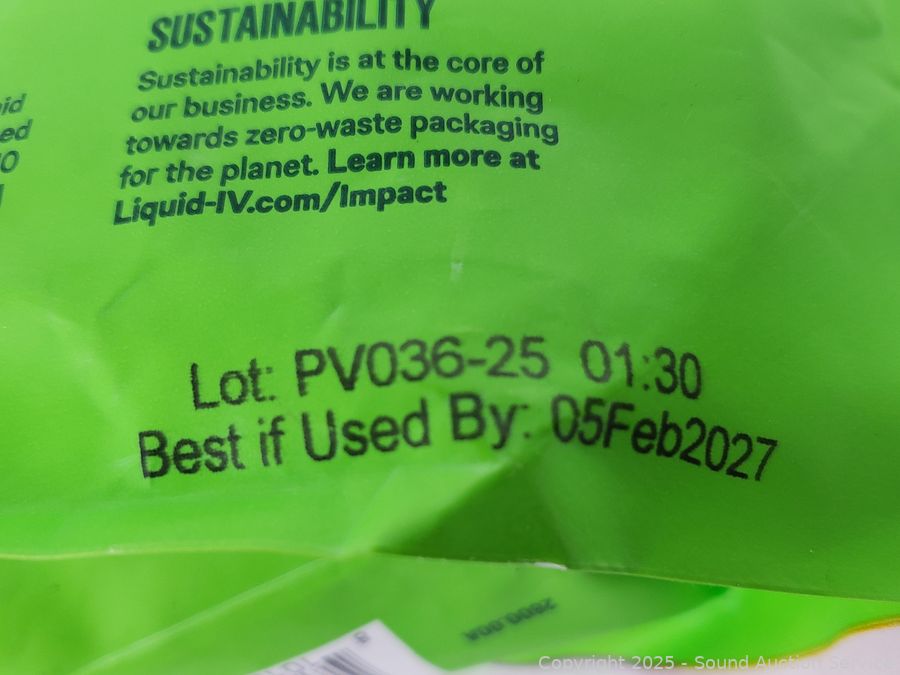 SUSTAINABILITY
Sustainability is at the core of
our business. We are working
towards zero-waste packaging
for the planet. Learn more at
Liquid-IV.com/Impact
Lot: PV036-25 01:30
Best if Used By: 05Feb2027
Copyright 2025 - Sound Auction Service